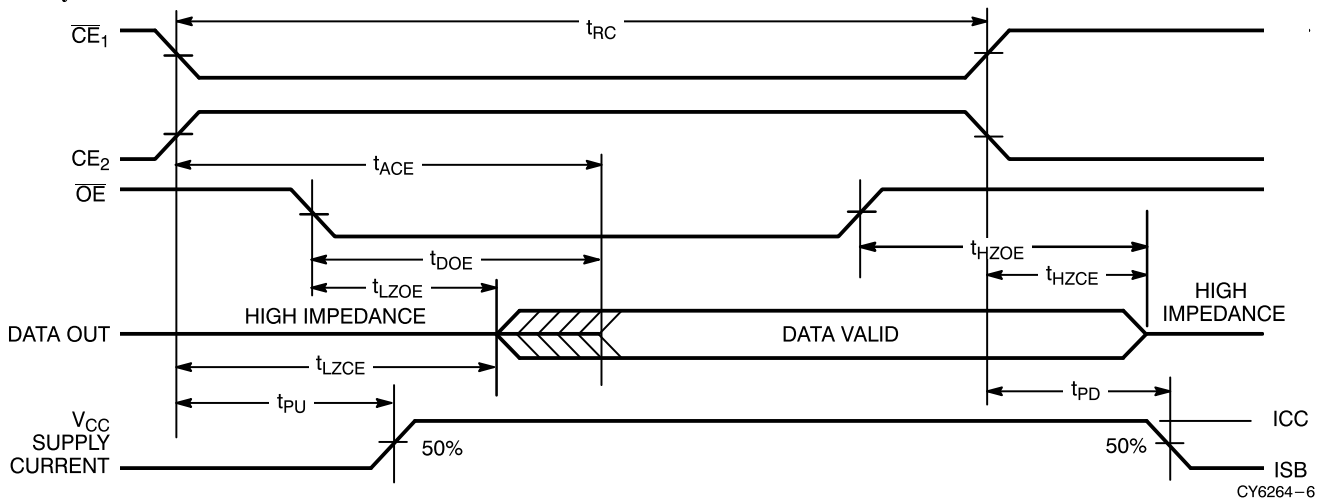 CE1
tRC
CE2
tACE
OE
tDOE
tHZOE
tLZOE
tHZCE
HIGH IMPEDANCE
HIGH
IMPEDANCE
DATA OUT
DATA VALID
tLZCE
tPU
tPD
VCC
SUPPLY
CURRENT
50%
50%
ICC
ISB
CY6264–6